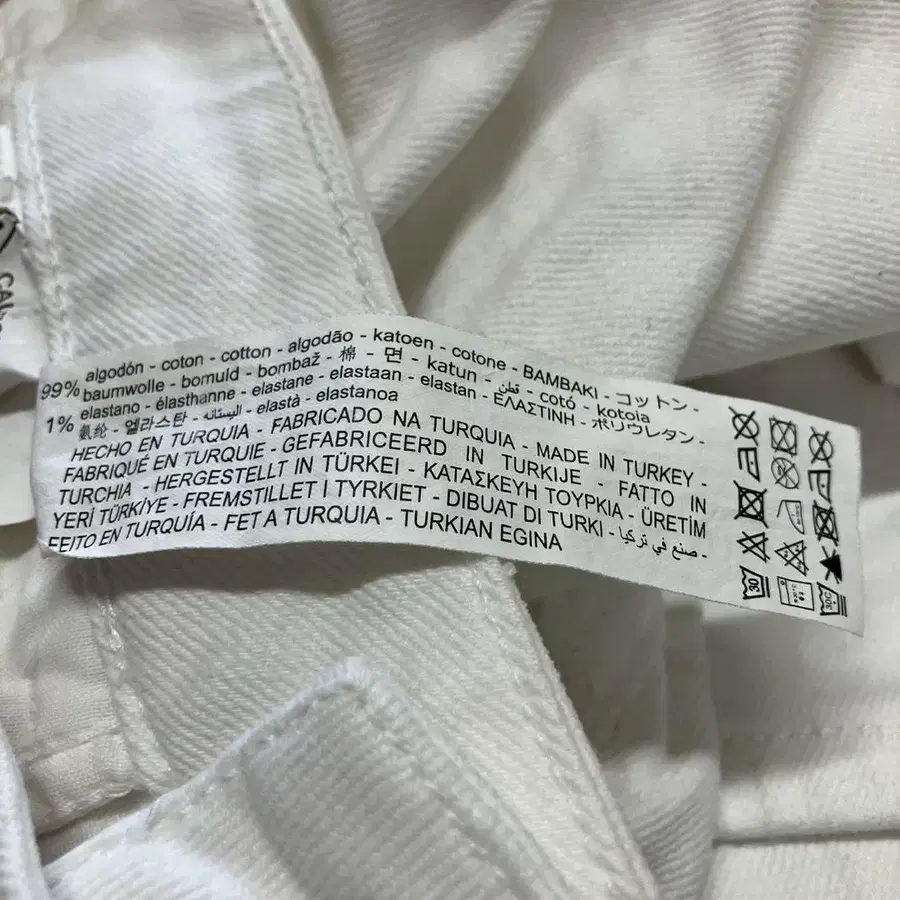 99% algodón - coton - cotton - algodão - katoen - cotone - BAMBAKI - コットン -
baumwolle - bomuld - bombaž - 棉 - 면 - katun - قطن - cotó - kotoia
1% elastano - élasthanne - elastane - elastaan - elastan - ΕΛΑΣΤΙΝΗ - ポリウレタン -
氨纶 - 엘라스탄 - الیستانه - elastà - elastanoa
HECHO EN TURQUIA - FABRICADO NA TURQUIA - MADE IN TURKEY -
FABRIQUÉ EN TURQUIE - GEFABRICEERD IN TURKIJE - FATTO IN
TURCHIA - HERGESTELLT IN TÜRKEI - ΚΑΤΑΣΚΕΥΗ ΤΟΥΡΚΙΑ - ÜRETİM
YERİ TÜRKİYE - FREMSTILLET I TYRKIET - DIBUAT DI TURKI - صنع في تركيا -
FEITO EN TURQUÍA - FET A TURQUIA - TURKIAN EGINA
30
30C